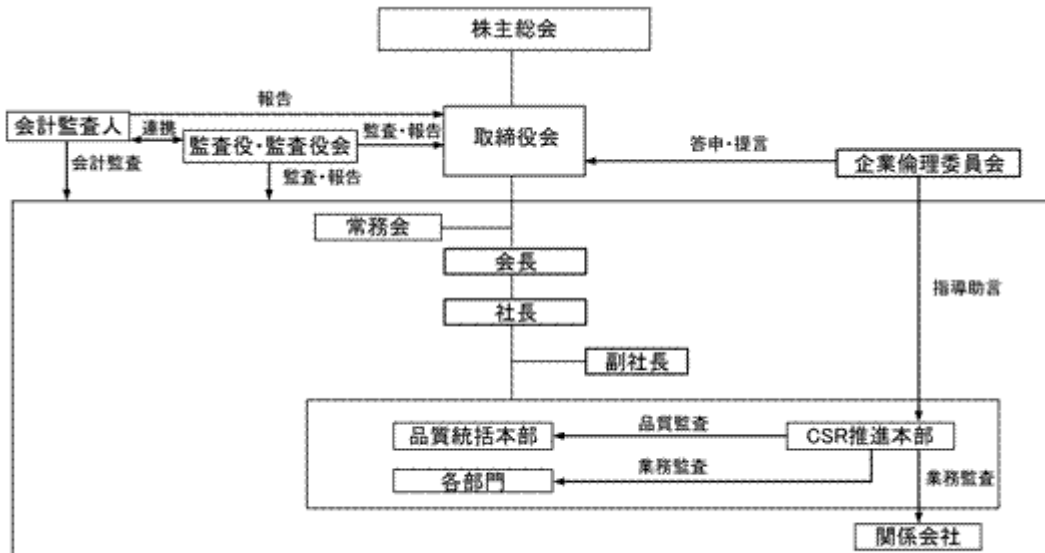 株主総会
報告
会計監査人
連携
監査役・監査役会
監査・報告
取締役会
答申・提言
企業倫理委員会
会計監査
監査・報告
常務会
会長
指導助言
社長
副社長
品質統括本部
品質監査
CSR推進本部
各部門
業務監査
業務監査
関係会社